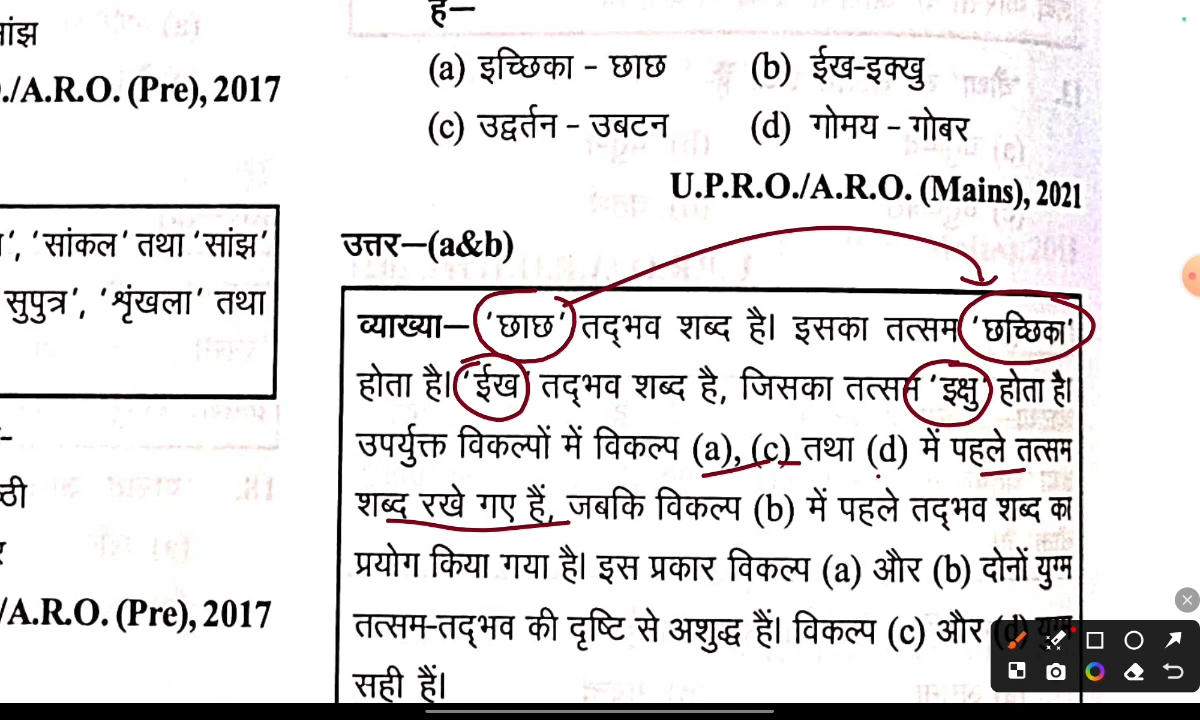 सांझ
./A.R.O. (Pre), 2017
', 'सांकल' तथा 'सांझ'
सुपुत्र', 'शृंखला' तथा
/A.R.O. (Pre), 2017
है—
(a) इच्छिका - छाछ (b) ईख-इक्खु
(c) उद्वर्तन - उबटन (d) गोमय - गोबर
U.P.R.O./A.R.O. (Mains), 2021
उत्तर—(a&b)
व्याख्या— 'छाछ' तद्भव शब्द है। इसका तत्सम 'छच्छिका'
होता है। 'ईख' तद्भव शब्द है, जिसका तत्सम 'इक्षु' होता है।
उपर्युक्त विकल्पों में विकल्प (a), (c) तथा (d) में पहले तत्सम
शब्द रखे गए हैं, जबकि विकल्प (b) में पहले तद्भव शब्द का
प्रयोग किया गया है। इस प्रकार विकल्प (a) और (b) दोनों युग्म
तत्सम-तद्भव की दृष्टि से अशुद्ध हैं। विकल्प (c) और (d) युग्म
सही हैं।